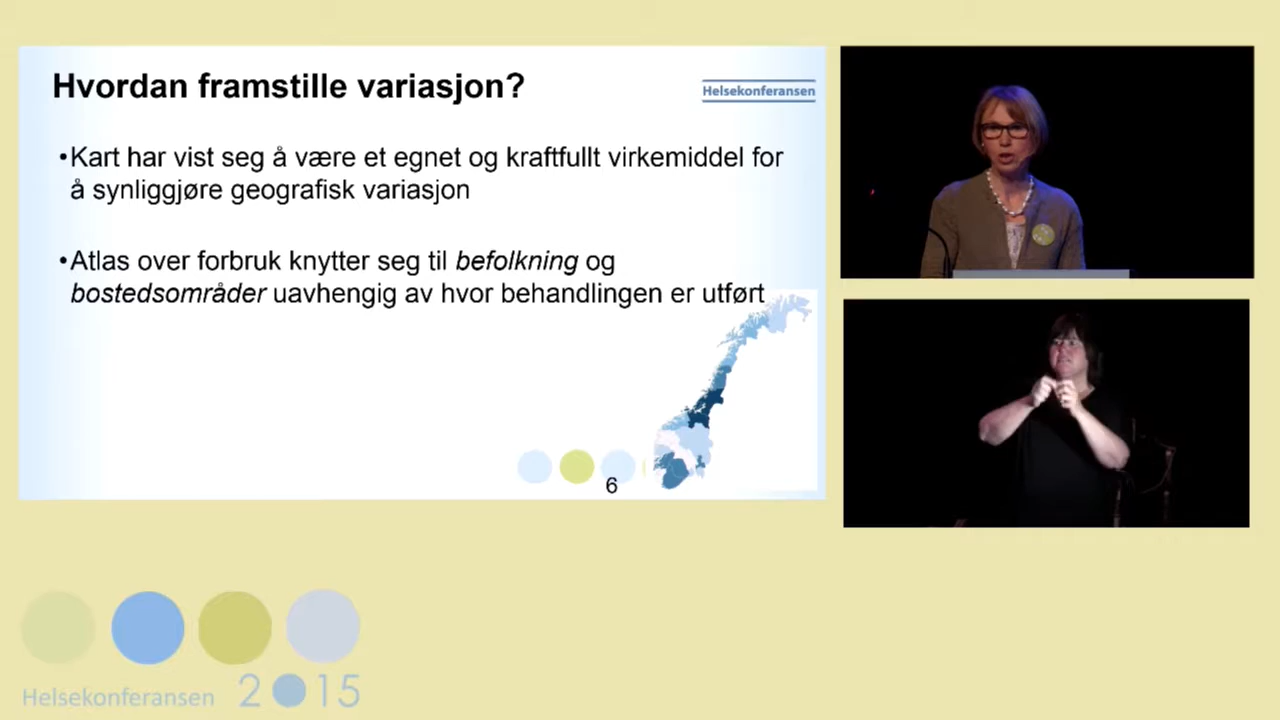 Hvordan framstille variasjon?
Helsekonferansen
•Kart har vist seg å være et egnet og kraftfullt virkemiddel for
å synliggjøre geografisk variasjon
•Atlas over forbruk knytter seg til befolkning og
bostedsområder uavhengig av hvor behandlingen er utført
6
Helsekonferansen 2015